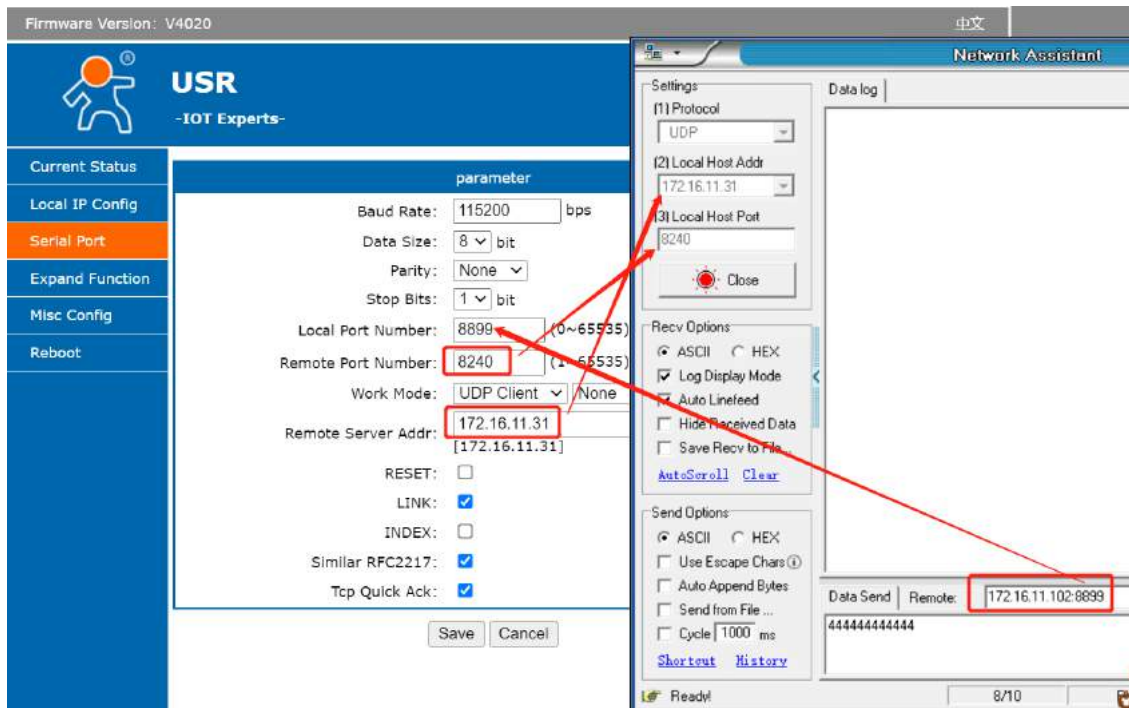 Firmware Version: V4020
中文
®
USR
-IOT Experts-
Current Status
Local IP Config
Serial Port
Expand Function
Misc Config
Reboot
parameter
Baud Rate: 115200 bps
Data Size: 8 bit
Parity: None
Stop Bits: 1 bit
Local Port Number: 8899 (0~65535)
Remote Port Number: 8240 (1~65535)
Work Mode: UDP Client None
Remote Server Addr: 172.16.11.31
[172.16.11.31]
RESET:
LINK:
INDEX:
Similar RFC2217:
Tcp Quick Ack:
Save Cancel
Network Assistant
Settings
(1) Protocol
UDP
(2) Local Host Addr
172.16.11.31
(3) Local Host Port
8240
Close
Recv Options
ASCII HEX
Log Display Mode
Auto Linefeed
Hide Received Data
Save Recv to File...
AutoScroll Clear
Send Options
ASCII HEX
Use Escape Chars
Auto Append Bytes
Send from File ...
Cycle 1000 ms
Shortcut History
Data log
Data Send Remote: 172.16.11.102:8899
444444444444
Ready!
8/10